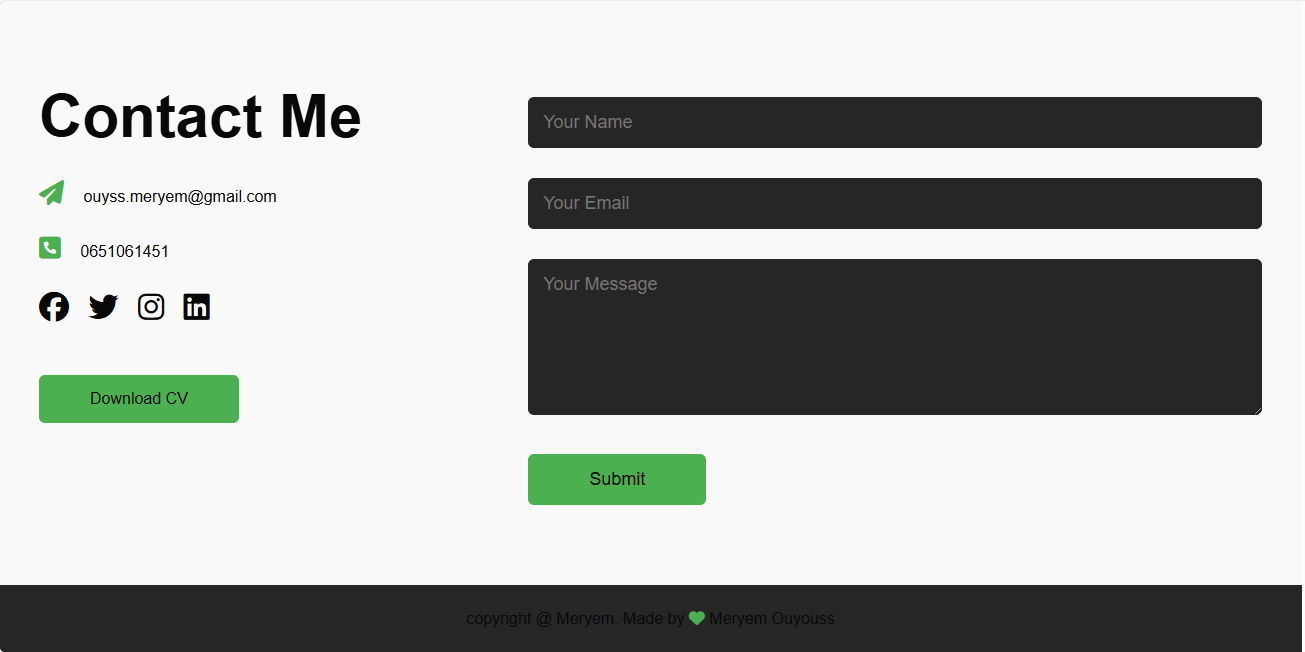 Contact Me
ouyss.meryem@gmail.com
0651061451
Download CV
Your Name
Your Email
Your Message
Submit
copyright @ Meryem. Made by Meryem Ouyouss